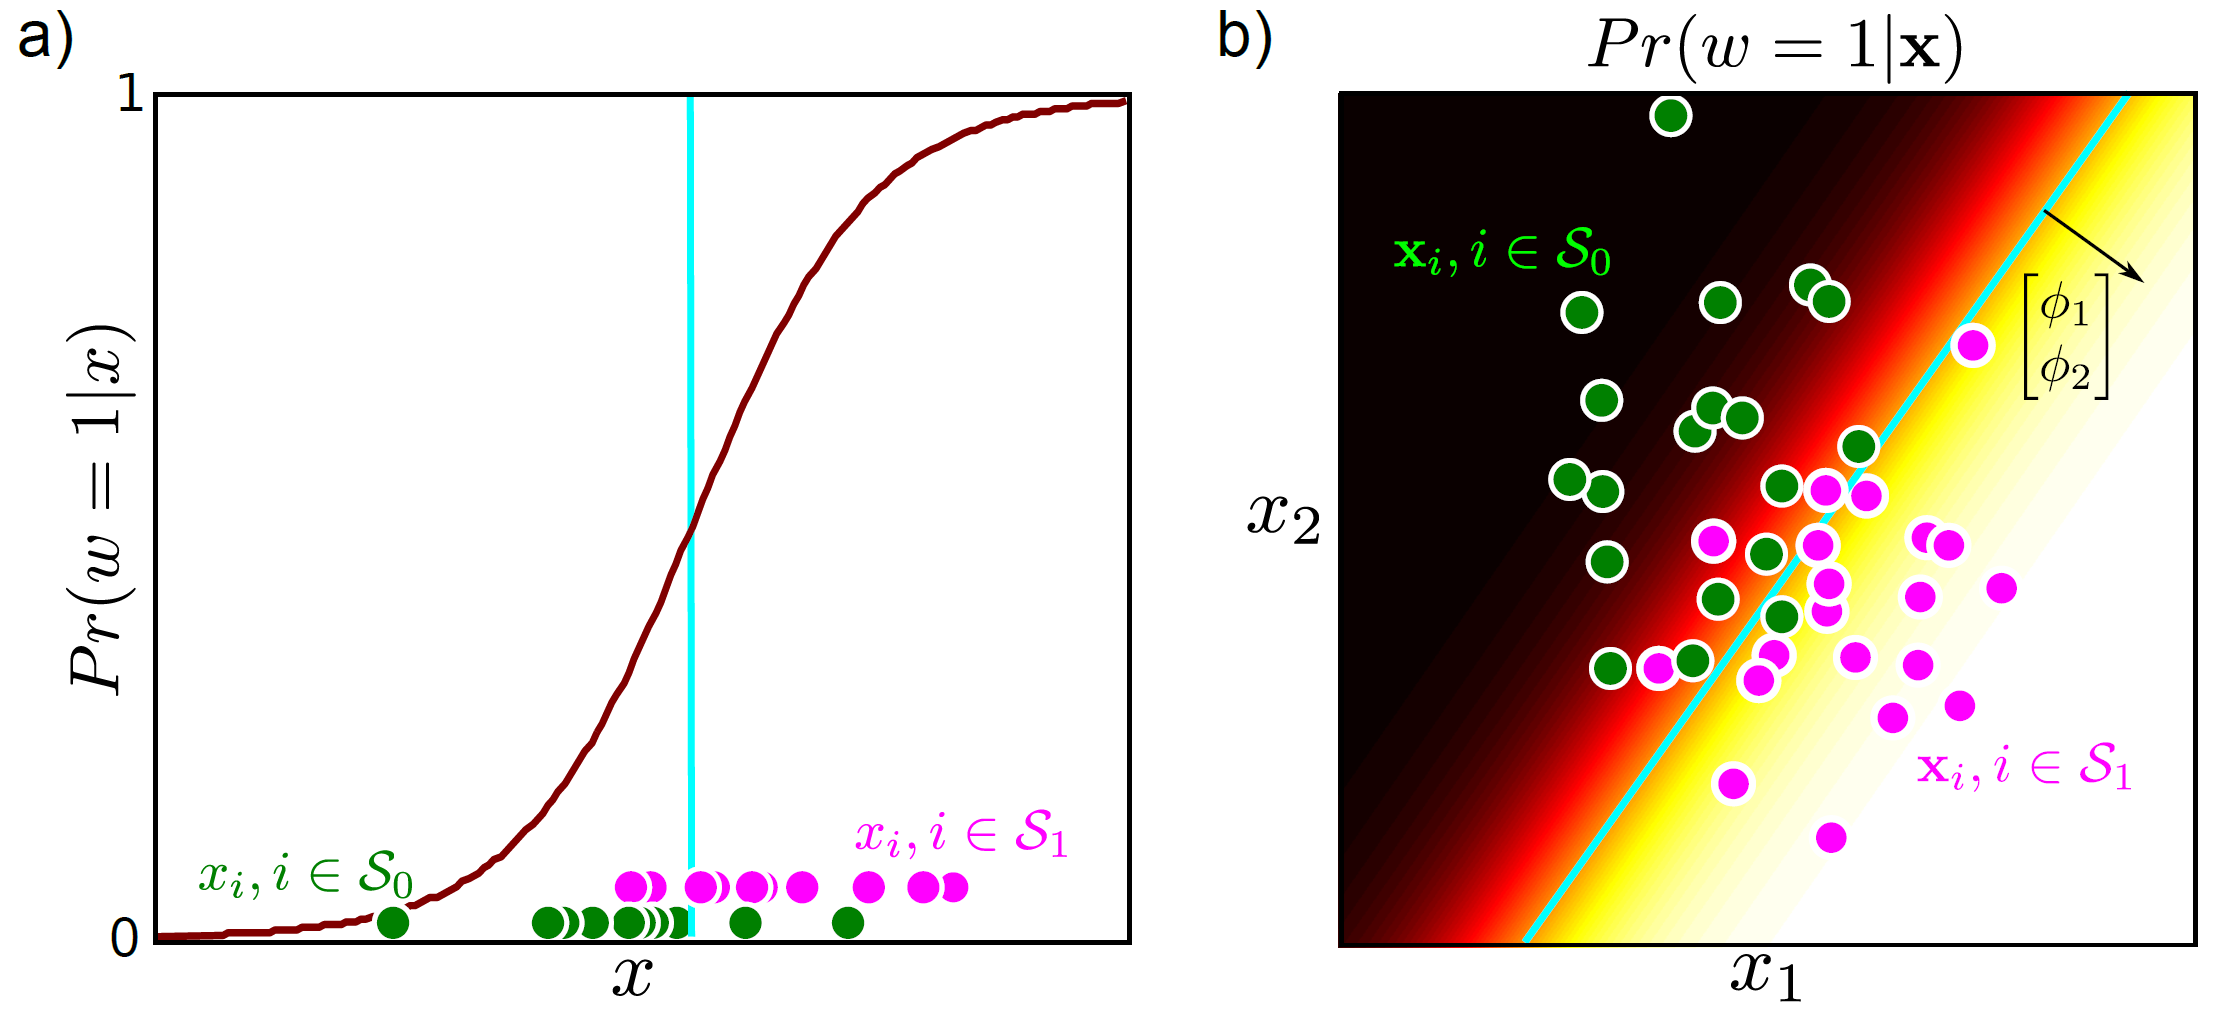 a)
1
Pr(w = 1|x)
0
x_i, i ∈ S_0
x_i, i ∈ S_1
x
b)
Pr(w = 1|𝐱)
x_2
𝐱_i, i ∈ S_0
[φ_1
φ_2]
𝐱_i, i ∈ S_1
x_1